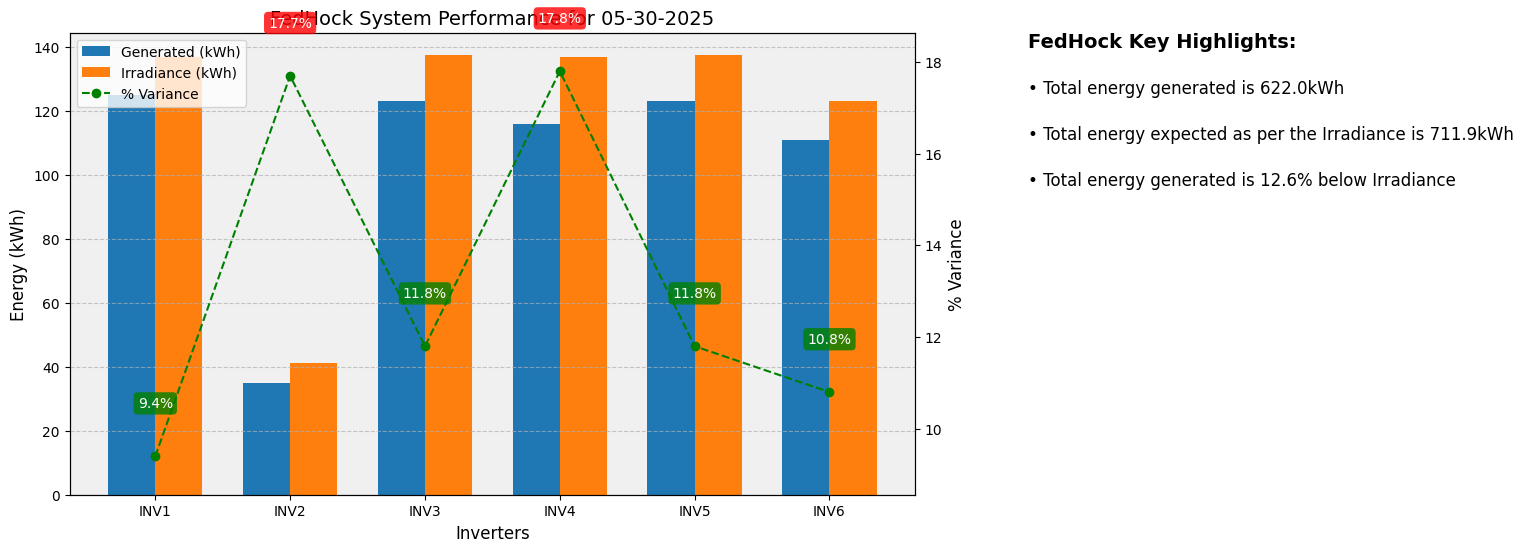 FedHock System Performance for 05-30-2025
17.7%
17.8%
Generated (kWh)
Irradiance (kWh)
% Variance
9.4%
11.8%
11.8%
10.8%
Energy (kWh)
140
120
100
80
60
40
20
0
18
16
14
12
10
% Variance
INV1 INV2 INV3 INV4 INV5 INV6
Inverters
FedHock Key Highlights:
• Total energy generated is 622.0kWh
• Total energy expected as per the Irradiance is 711.9kWh
• Total energy generated is 12.6% below Irradiance